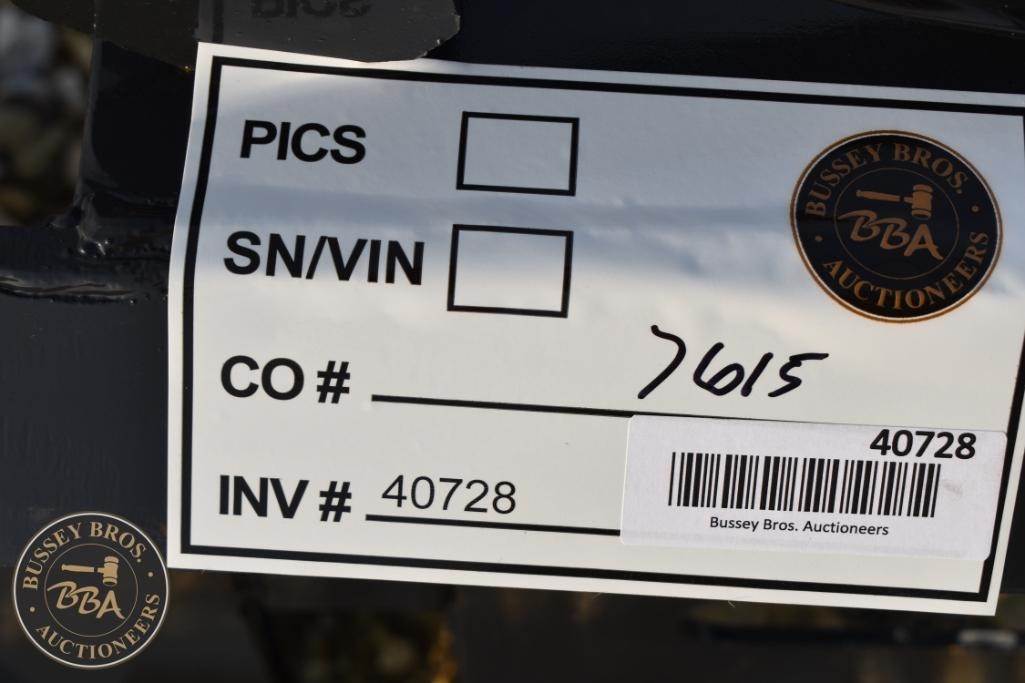 PICS
PICS
BUSSEY BROS.
BBA
AUCTIONEERS
SN/VIN
CO # 7615
INV # 40728
40728
Bussey Bros. Auctioneers
BUSSEY BROS.
BBA
AUCTIONEERS